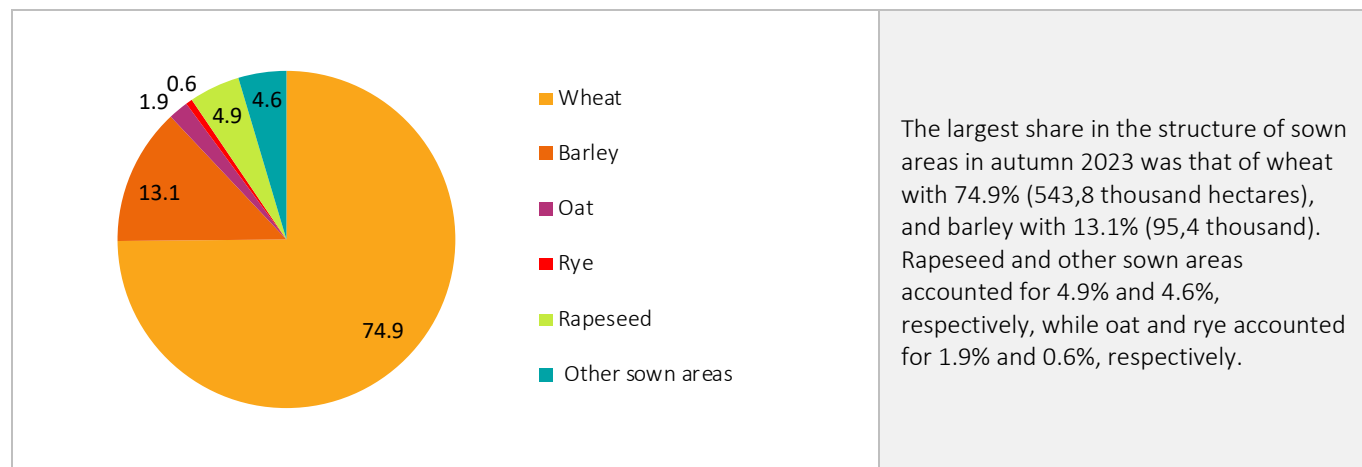 0.6
1.9
4.9
4.6
13.1
74.9
Wheat
Barley
Oat
Rye
Rapeseed
Other sown areas
The largest share in the structure of sown
areas in autumn 2023 was that of wheat
with 74.9% (543,8 thousand hectares),
and barley with 13.1% (95,4 thousand).
Rapeseed and other sown areas
accounted for 4.9% and 4.6%,
respectively, while oat and rye accounted
for 1.9% and 0.6%, respectively.